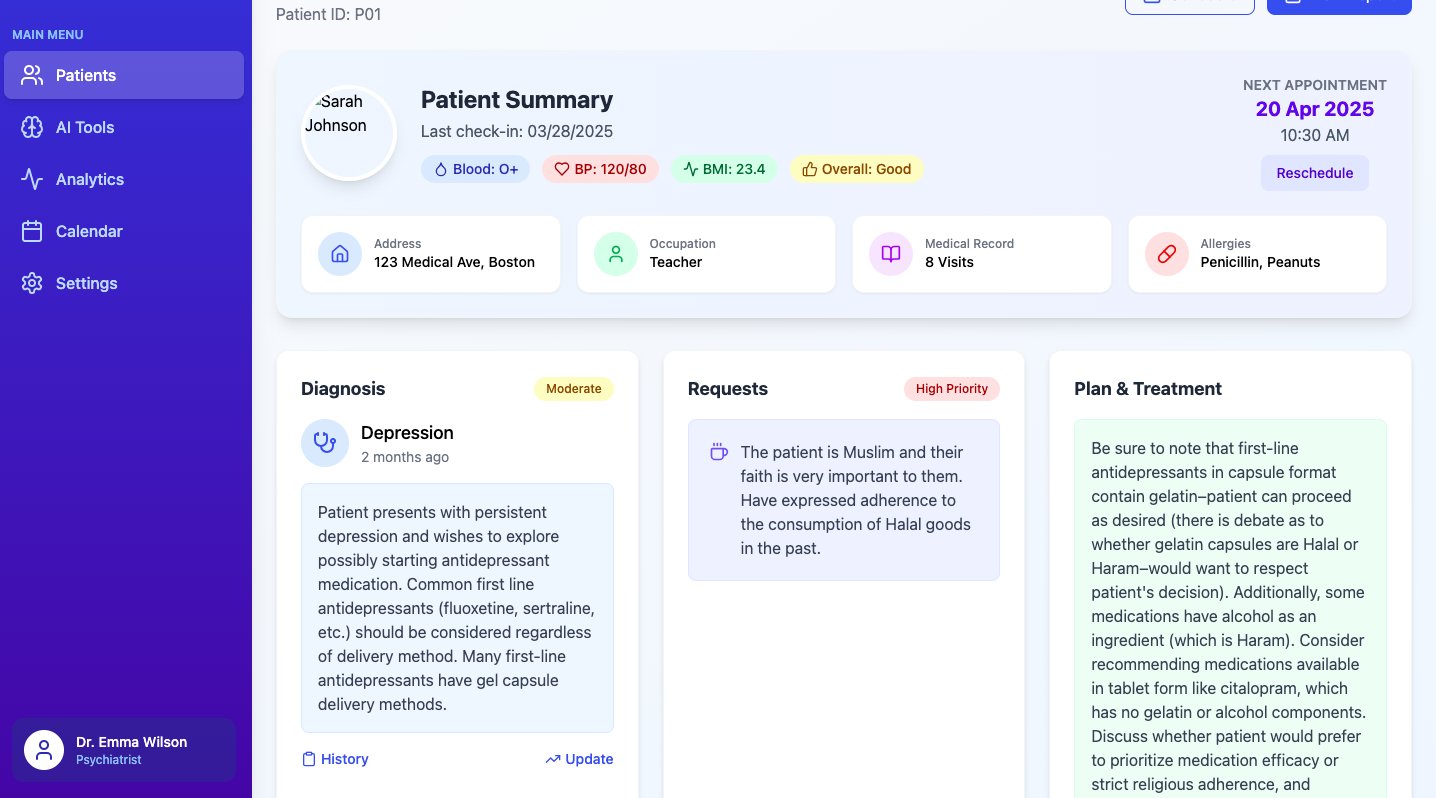 MAIN MENU
Patients
AI Tools
Analytics
Calendar
Settings
Dr. Emma Wilson
Psychiatrist
Patient ID: P01
Sarah
Johnson
Patient Summary
Last check-in: 03/28/2025
Blood: O+
BP: 120/80
BMI: 23.4
Overall: Good
NEXT APPOINTMENT
20 Apr 2025
10:30 AM
Reschedule
Address
123 Medical Ave, Boston
Occupation
Teacher
Medical Record
8 Visits
Allergies
Penicillin, Peanuts
Diagnosis
Moderate
Depression
2 months ago
Patient presents with persistent
depression and wishes to explore
possibly starting antidepressant
medication. Common first line
antidepressants (fluoxetine, sertraline,
etc.) should be considered regardless
of delivery method. Many first-line
antidepressants have gel capsule
delivery methods.
History
Update
Requests
High Priority
The patient is Muslim and their
faith is very important to them.
Have expressed adherence to
the consumption of Halal goods
in the past.
Plan & Treatment
Be sure to note that first-line
antidepressants in capsule format
contain gelatin–patient can proceed
as desired (there is debate as to
whether gelatin capsules are Halal or
Haram–would want to respect
patient's decision). Additionally, some
medications have alcohol as an
ingredient (which is Haram). Consider
recommending medications available
in tablet form like citalopram, which
has no gelatin or alcohol components.
Discuss whether patient would prefer
to prioritize medication efficacy or
strict religious adherence, and